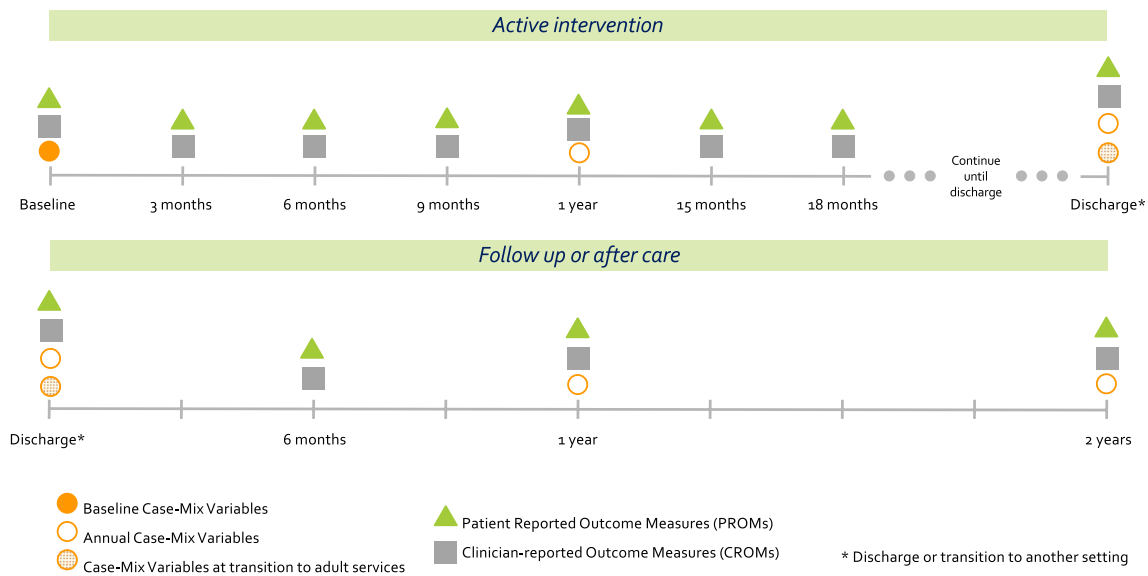 Active intervention
Continue
until
discharge
Baseline
3 months
6 months
9 months
1 year
15 months
18 months
Discharge*
Follow up or after care
Discharge*
6 months
1 year
2 years
Baseline Case-Mix Variables
Annual Case-Mix Variables
Case-Mix Variables at transition to adult services
Patient Reported Outcome Measures (PROMs)
Clinician-reported Outcome Measures (CROMs)
* Discharge or transition to another setting